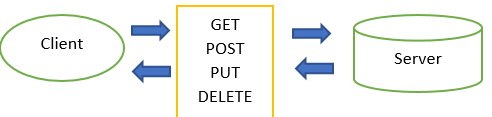 Client
GET
POST
PUT
DELETE
Server